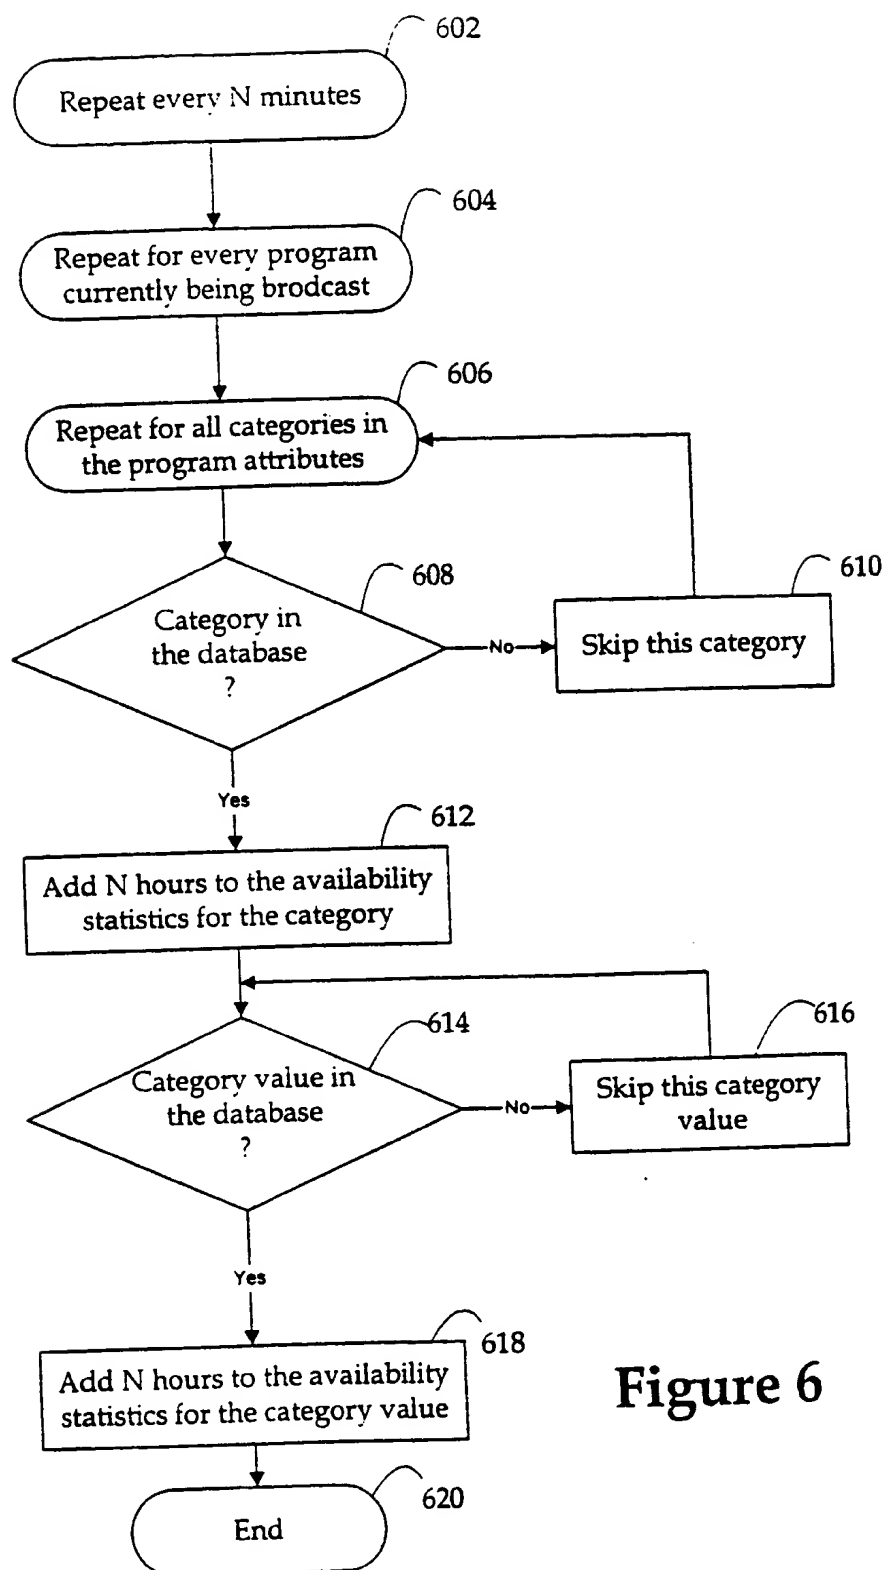 602
Repeat every N minutes
604
Repeat for every program
currently being brodcast
606
Repeat for all categories in
the program attributes
608
Category in
the database
?
No
610
Skip this category
Yes
612
Add N hours to the availability
statistics for the category
614
Category value in
the database
?
No
616
Skip this category
value
Yes
618
Add N hours to the availability
statistics for the category value
620
End
Figure 6